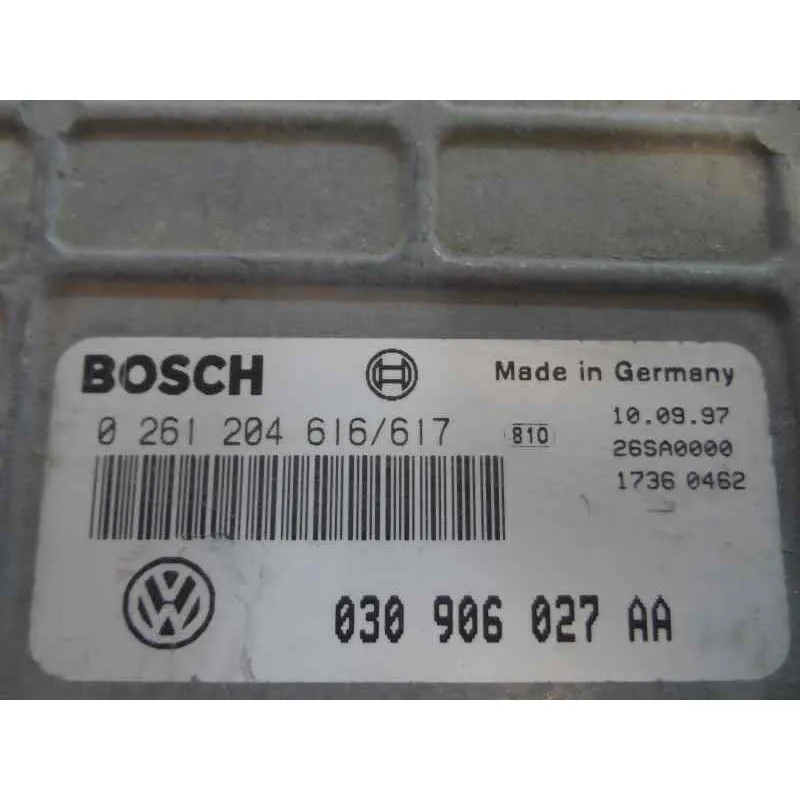 BOSCH
Made in Germany
0 261 204 616/617
810
10.09.97
26SA0000
1736 0462
030 906 027 AA